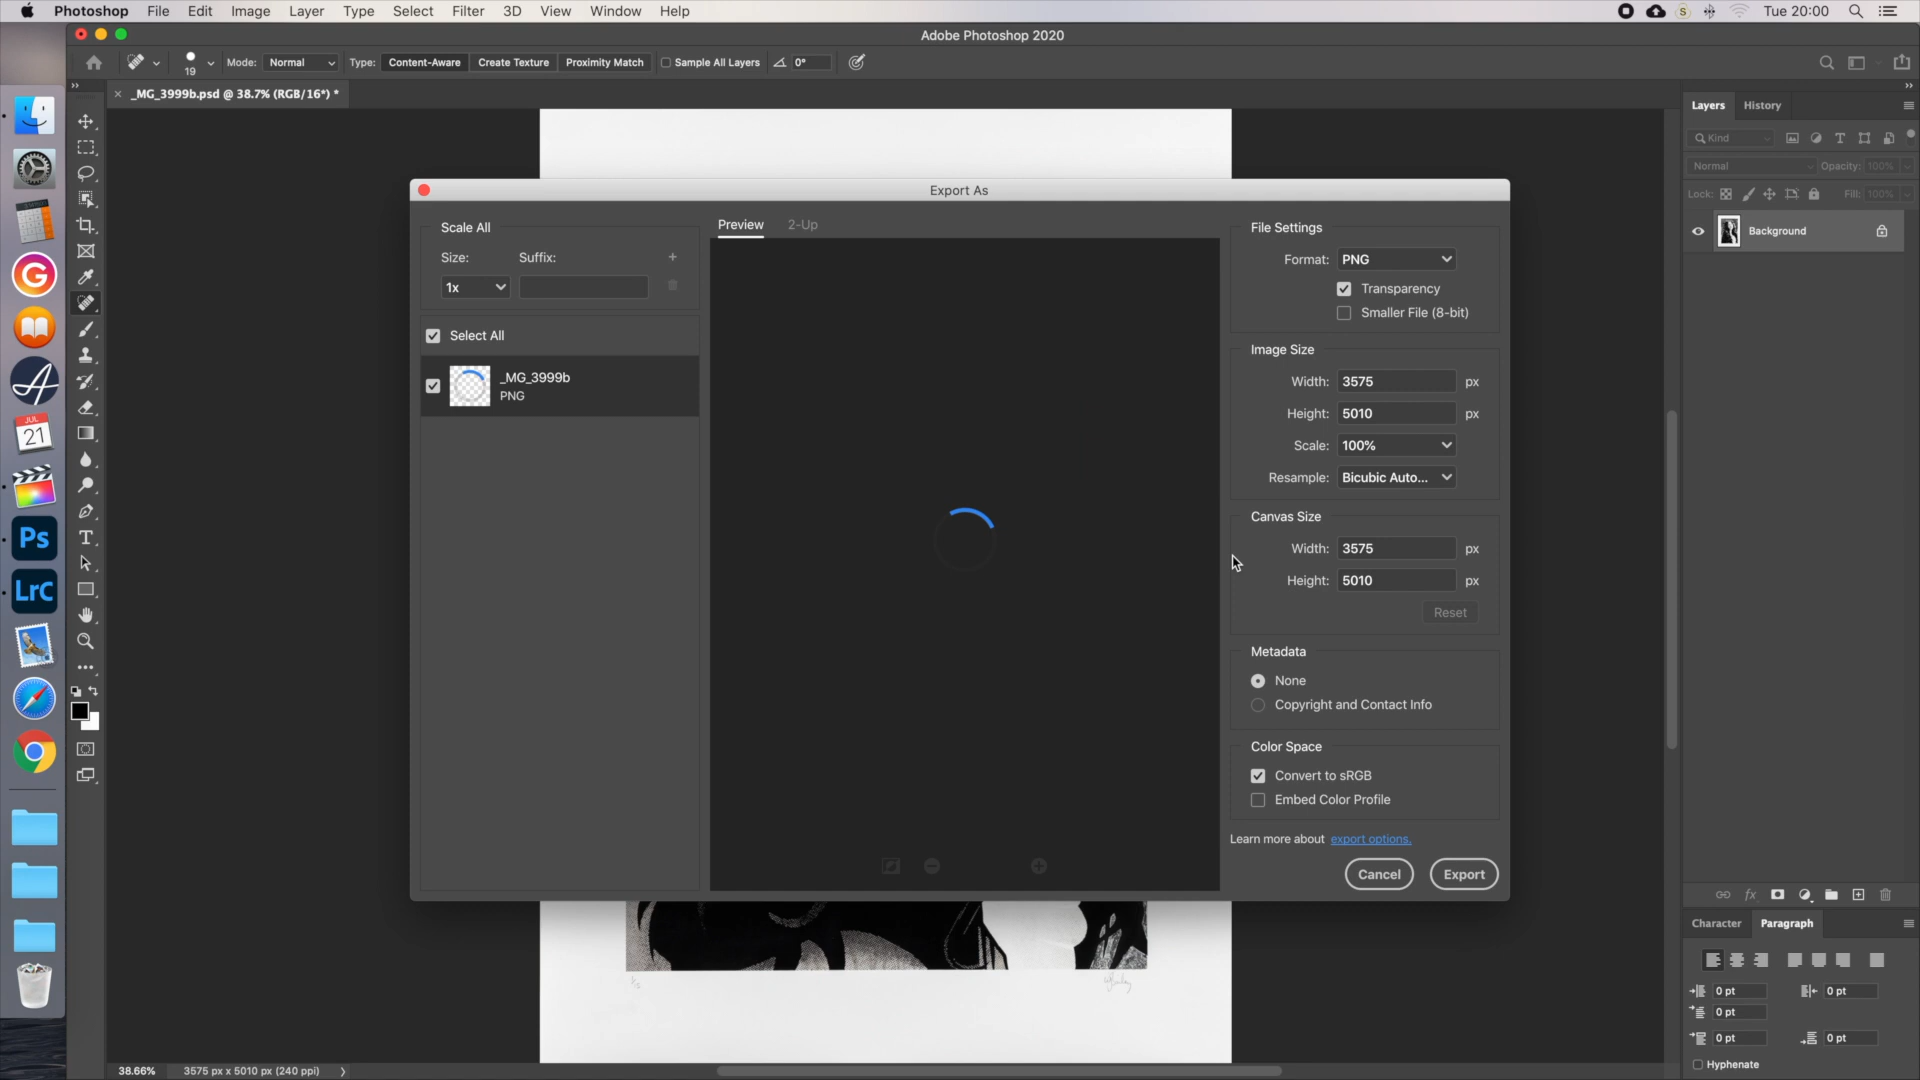 Photoshop File Edit Image Layer Type Select Filter 3D View Window Help
S Tue 20:00
Adobe Photoshop 2020
19 Mode: Normal Type: Content-Aware Create Texture Proximity Match Sample All Layers 0°
_MG_3999b.psd @ 38.7% (RGB/16*) *
Layers History
Kind
Normal Opacity: 100%
Lock: Fill: 100%
Background
Export As
Scale All
Size: Suffix:
1x
Select All
_MG_3999b
PNG
Preview 2-Up
File Settings
Format: PNG
Transparency
Smaller File (8-bit)
Image Size
Width: 3575 px
Height: 5010 px
Scale: 100%
Resample: Bicubic Auto...
Canvas Size
Width: 3575 px
Height: 5010 px
Reset
Metadata
None
Copyright and Contact Info
Color Space
Convert to sRGB
Embed Color Profile
Learn more about export options.
Cancel Export
JUL
21
Ps
LrC
Character Paragraph
0 pt 0 pt
0 pt
0 pt 0 pt
Hyphenate
38.66% 3575 px x 5010 px (240 ppi)